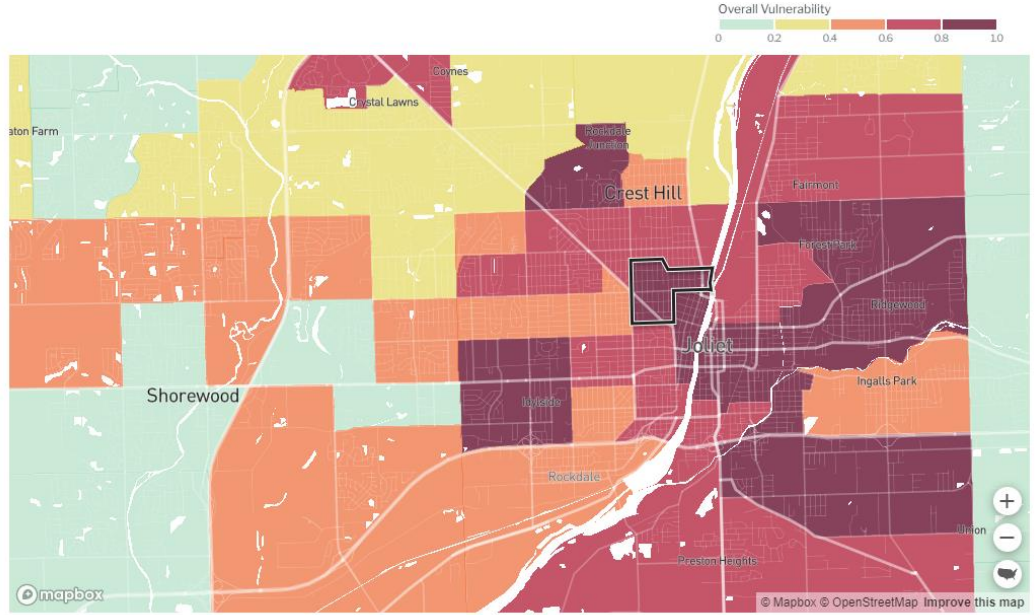 Overall Vulnerability
0 0.2 0.4 0.6 0.8 1.0
Coynes
Crystal Lawns
aton Farm
Rockdale
Junction
Crest Hill
Fairmont
Forest Park
Ridgewood
Joliet
Ingalls Park
Shorewood
Idylside
Rockdale
Union
Preston Heights
mapbox
© Mapbox © OpenStreetMap Improve this map